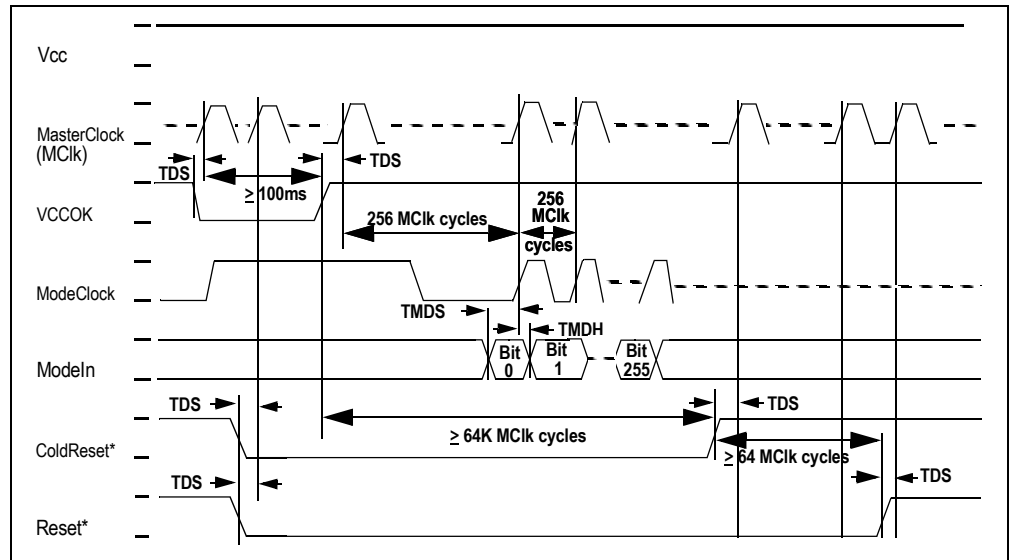 Vcc
MasterClock
(MClk)
TDS
TDS
≥ 100ms
VCCOK
256 MClk cycles
256
MClk
cycles
ModeClock
TMDS
TMDH
ModeIn
Bit
0
Bit
1
Bit
255
TDS
TDS
ColdReset*
≥ 64K MClk cycles
≥ 64 MClk cycles
TDS
TDS
Reset*